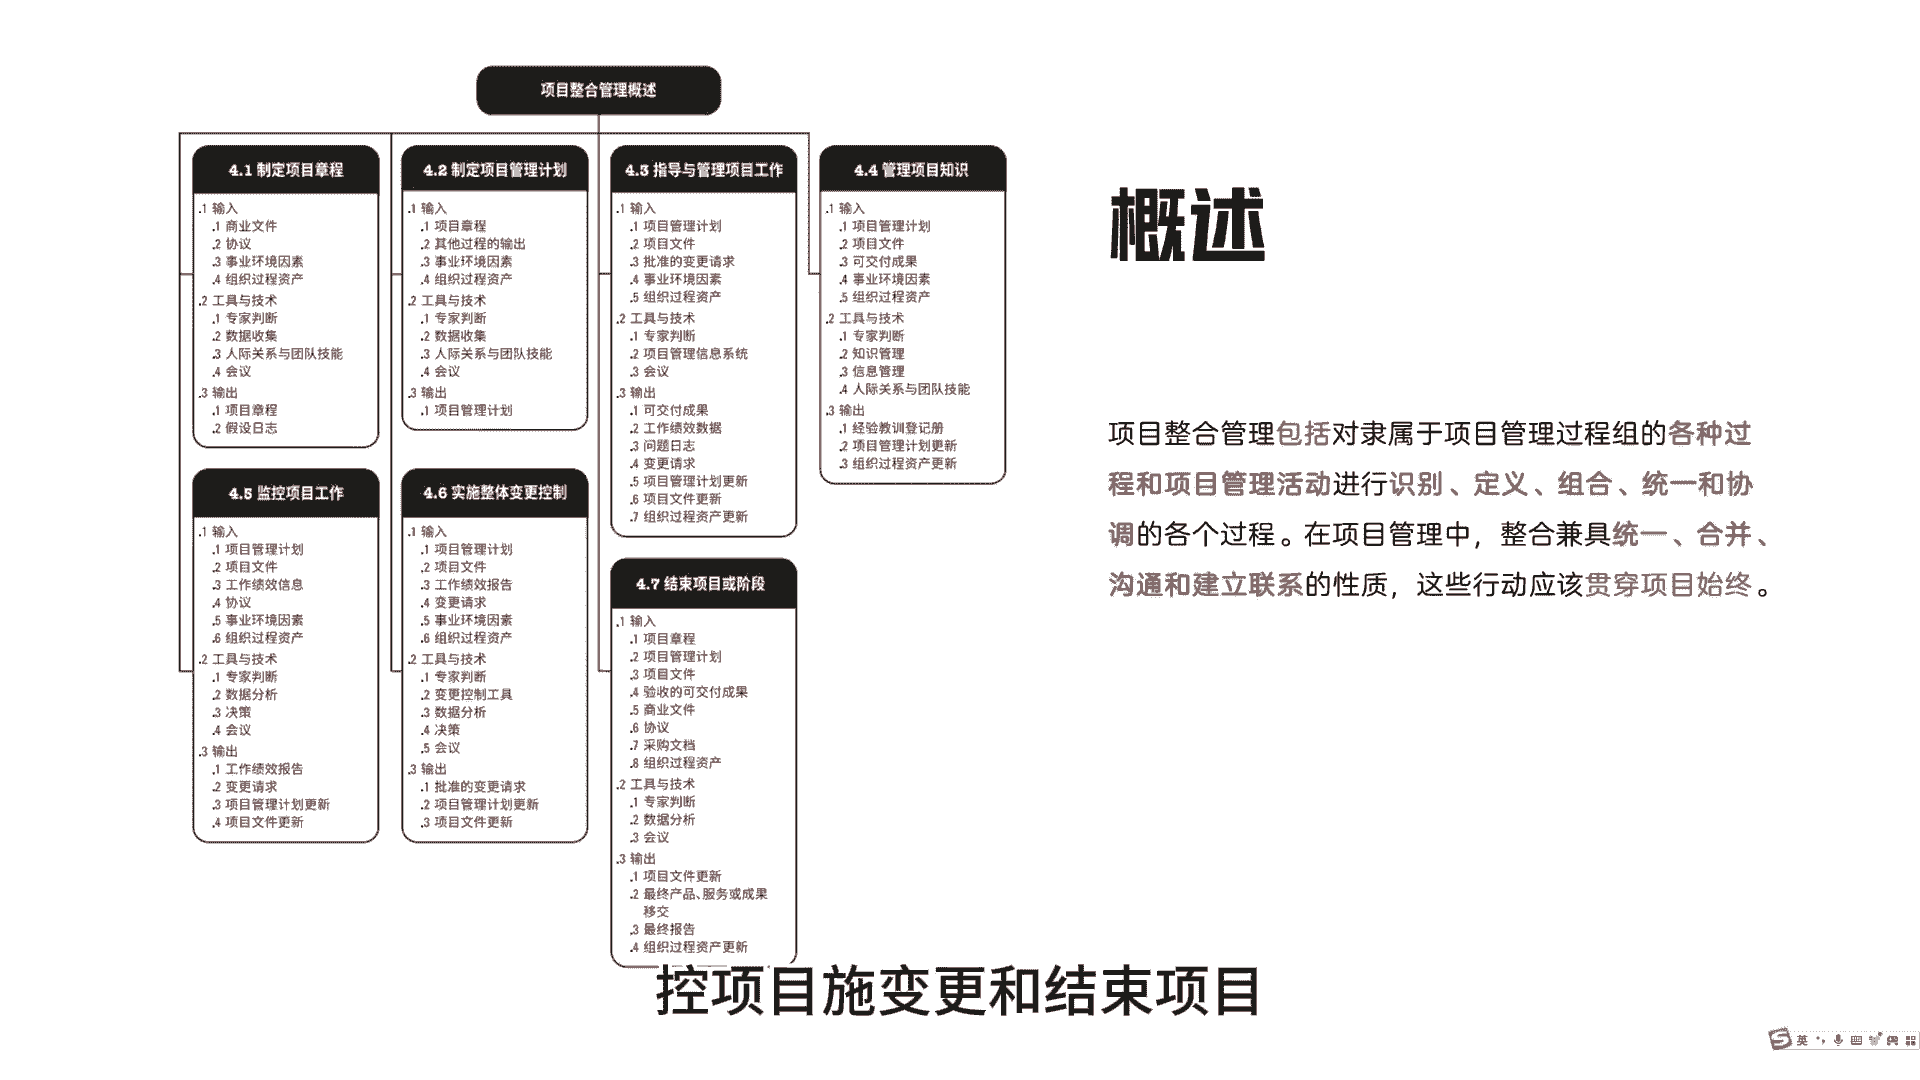 项目整合管理概述
4.1 制定项目章程
.1 输入
.1 商业文件
.2 协议
.3 事业环境因素
.4 组织过程资产
.2 工具与技术
.1 专家判断
.2 数据收集
.3 人际关系与团队技能
.4 会议
.3 输出
.1 项目章程
.2 假设日志
4.2 制定项目管理计划
.1 输入
.1 项目章程
.2 其他过程的输出
.3 事业环境因素
.4 组织过程资产
.2 工具与技术
.1 专家判断
.2 数据收集
.3 人际关系与团队技能
.4 会议
.3 输出
.1 项目管理计划
4.3 指导与管理项目工作
.1 输入
.1 项目管理计划
.2 项目文件
.3 批准的变更请求
.4 事业环境因素
.5 组织过程资产
.2 工具与技术
.1 专家判断
.2 项目管理信息系统
.3 会议
.3 输出
.1 可交付成果
.2 工作绩效数据
.3 问题日志
.4 变更请求
.5 项目管理计划更新
.6 项目文件更新
.7 组织过程资产更新
4.4 管理项目知识
.1 输入
.1 项目管理计划
.2 项目文件
.3 可交付成果
.4 事业环境因素
.5 组织过程资产
.2 工具与技术
.1 专家判断
.2 知识管理
.3 信息管理
.4 人际关系与团队技能
.3 输出
.1 经验教训登记册
.2 项目管理计划更新
.3 组织过程资产更新
4.5 监控项目工作
.1 输入
.1 项目管理计划
.2 项目文件
.3 工作绩效信息
.4 协议
.5 事业环境因素
.6 组织过程资产
.2 工具与技术
.1 专家判断
.2 数据分析
.3 决策
.4 会议
.3 输出
.1 工作绩效报告
.2 变更请求
.3 项目管理计划更新
.4 项目文件更新
4.6 实施整体变更控制
.1 输入
.1 项目管理计划
.2 项目文件
.3 工作绩效报告
.4 变更请求
.5 事业环境因素
.6 组织过程资产
.2 工具与技术
.1 专家判断
.2 变更控制工具
.3 数据分析
.4 决策
.5 会议
.3 输出
.1 批准的变更请求
.2 项目管理计划更新
.3 项目文件更新
4.7 结束项目或阶段
.1 输入
.1 项目章程
.2 项目管理计划
.3 项目文件
.4 验收的可交付成果
.5 商业文件
.6 协议
.7 采购文档
.8 组织过程资产
.2 工具与技术
.1 专家判断
.2 数据分析
.3 会议
.3 输出
.1 项目文件更新
.2 最终产品、服务或成果
移交
.3 最终报告
.4 组织过程资产更新
概述
项目整合管理包括对隶属于项目管理过程组的各种过
程和项目管理活动进行识别、定义、组合、统一和协
调的各个过程。在项目管理中，整合兼具统一、合并、
沟通和建立联系的性质，这些行动应该贯穿项目始终。
控项目施变更和结束项目
英